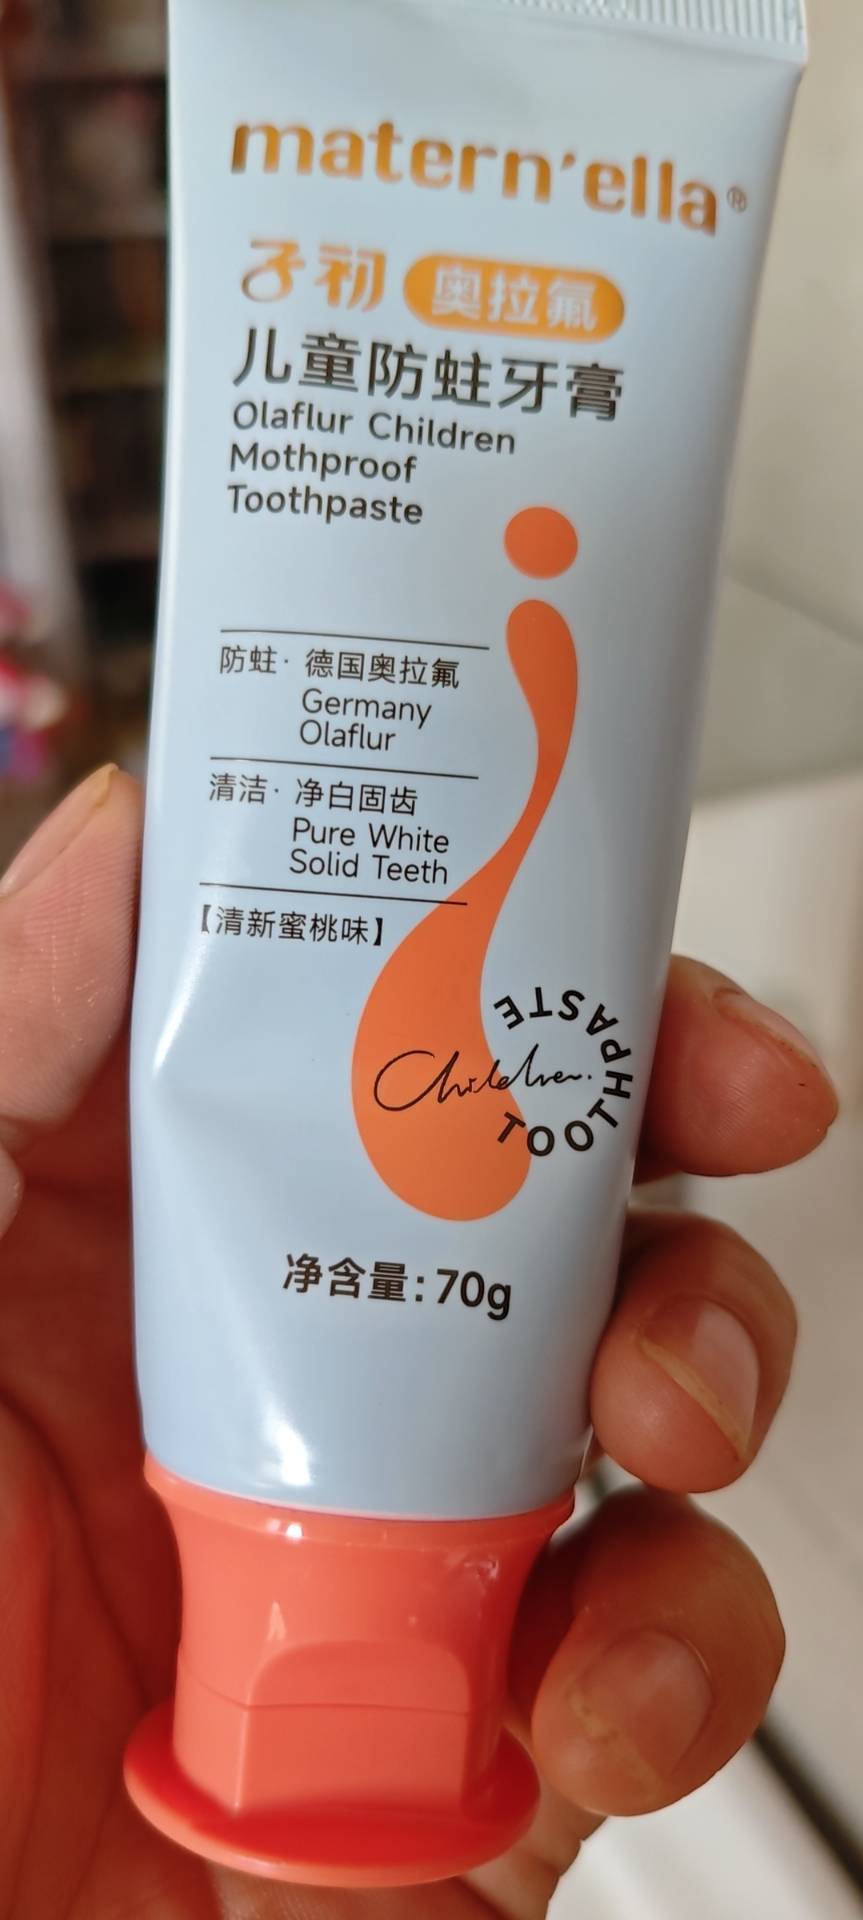 matern'ella®
子初 奥拉氟
儿童防蛀牙膏
Olaflur Children
Mothproof
Toothpaste
防蛀· 德国奥拉氟
Germany
Olaflur
清洁· 净白固齿
Pure White
Solid Teeth
【清新蜜桃味】
Children.
TOOTHPASTE
净含量:70g